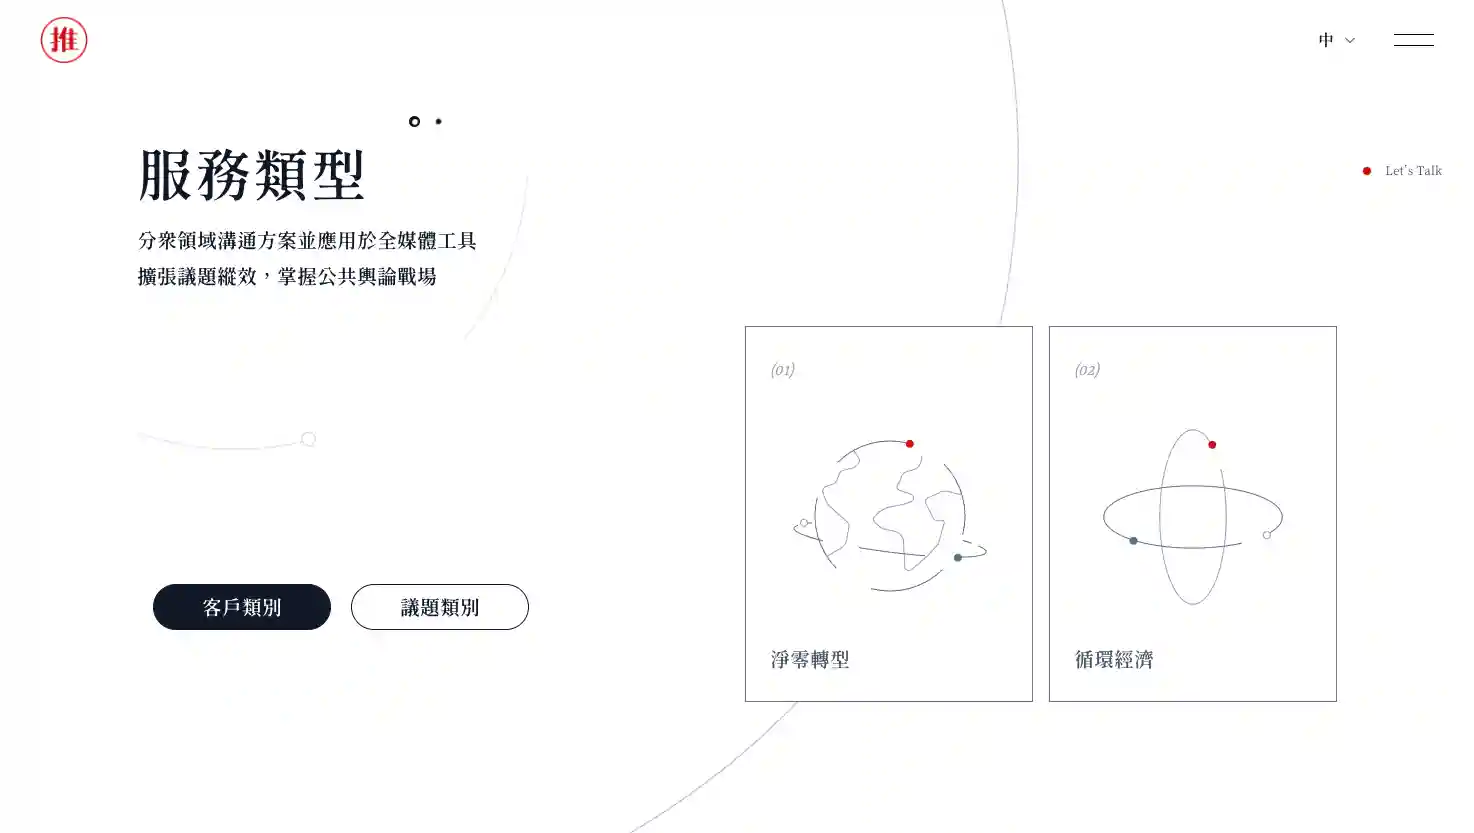 推
中
服務類型
Let's Talk
分眾領域溝通方案並應用於全媒體工具
擴張議題縱效，掌握公共輿論戰場
客戶類別
議題類別
(01)
淨零轉型
(02)
循環經濟